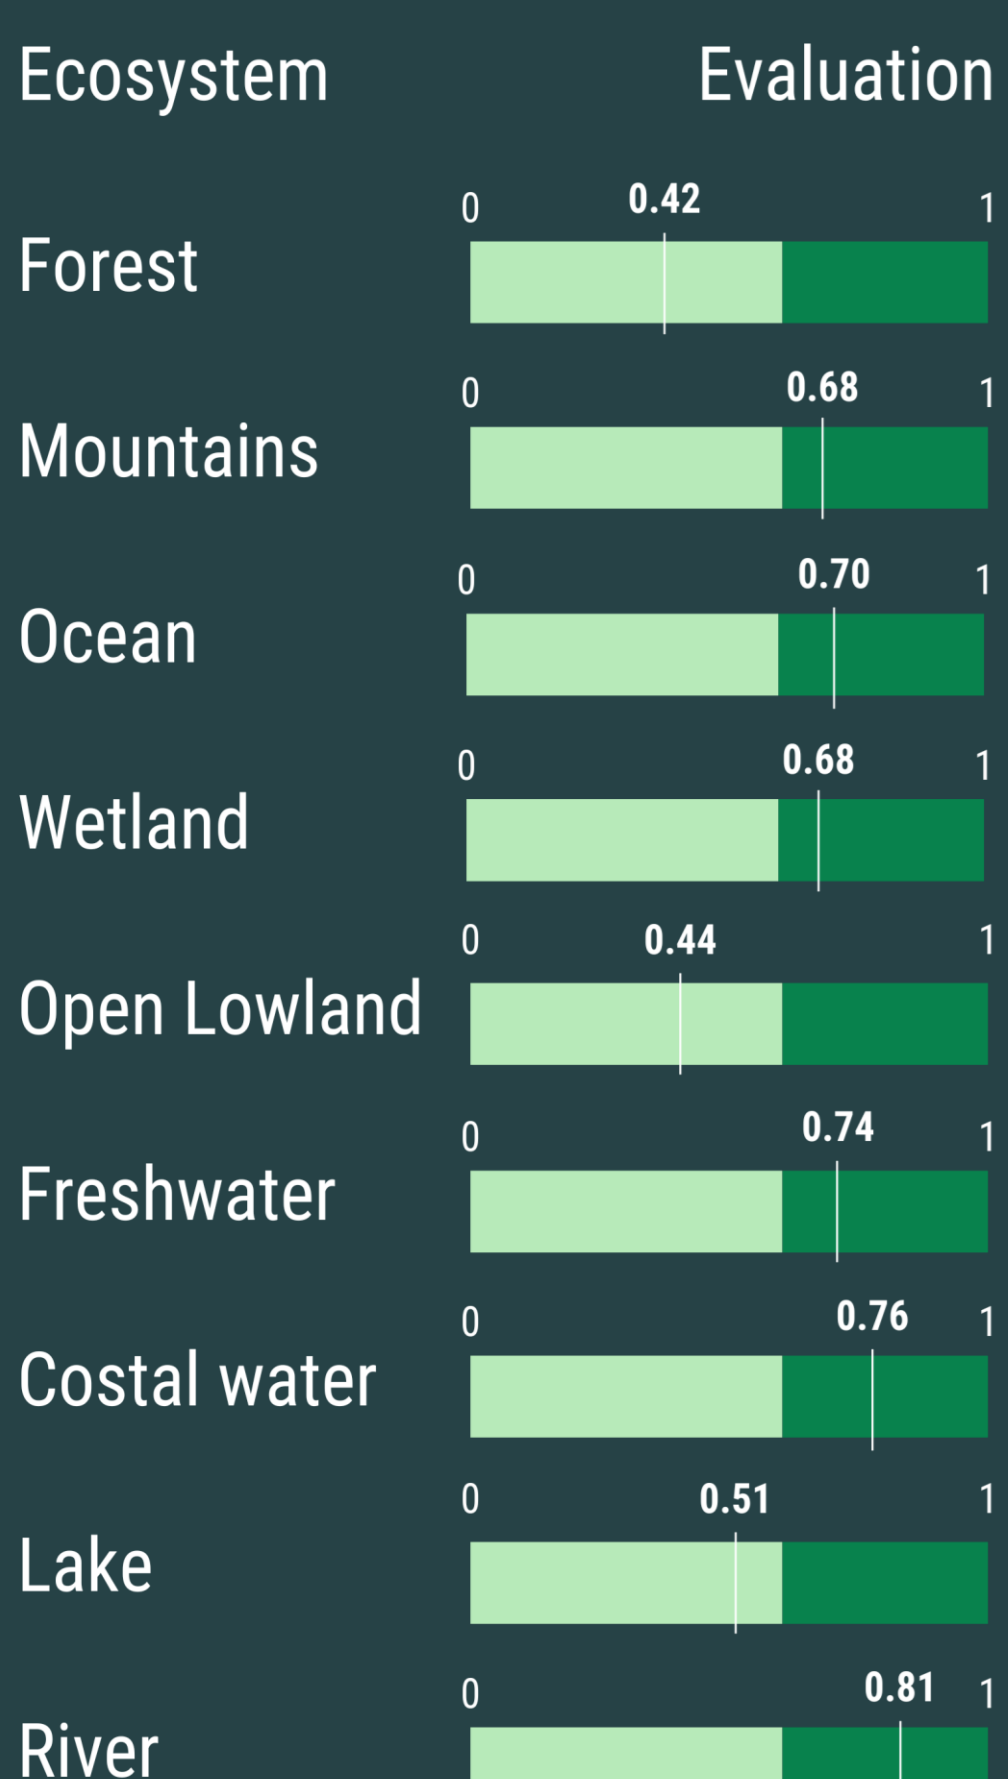 Ecosystem Evaluation
0 0.42 1
Forest
0 0.68 1
Mountains
0 0.70 1
Ocean
0 0.68 1
Wetland
0 0.44 1
Open Lowland
0 0.74 1
Freshwater
0 0.76 1
Costal water
0 0.51 1
Lake
0 0.81 1
River